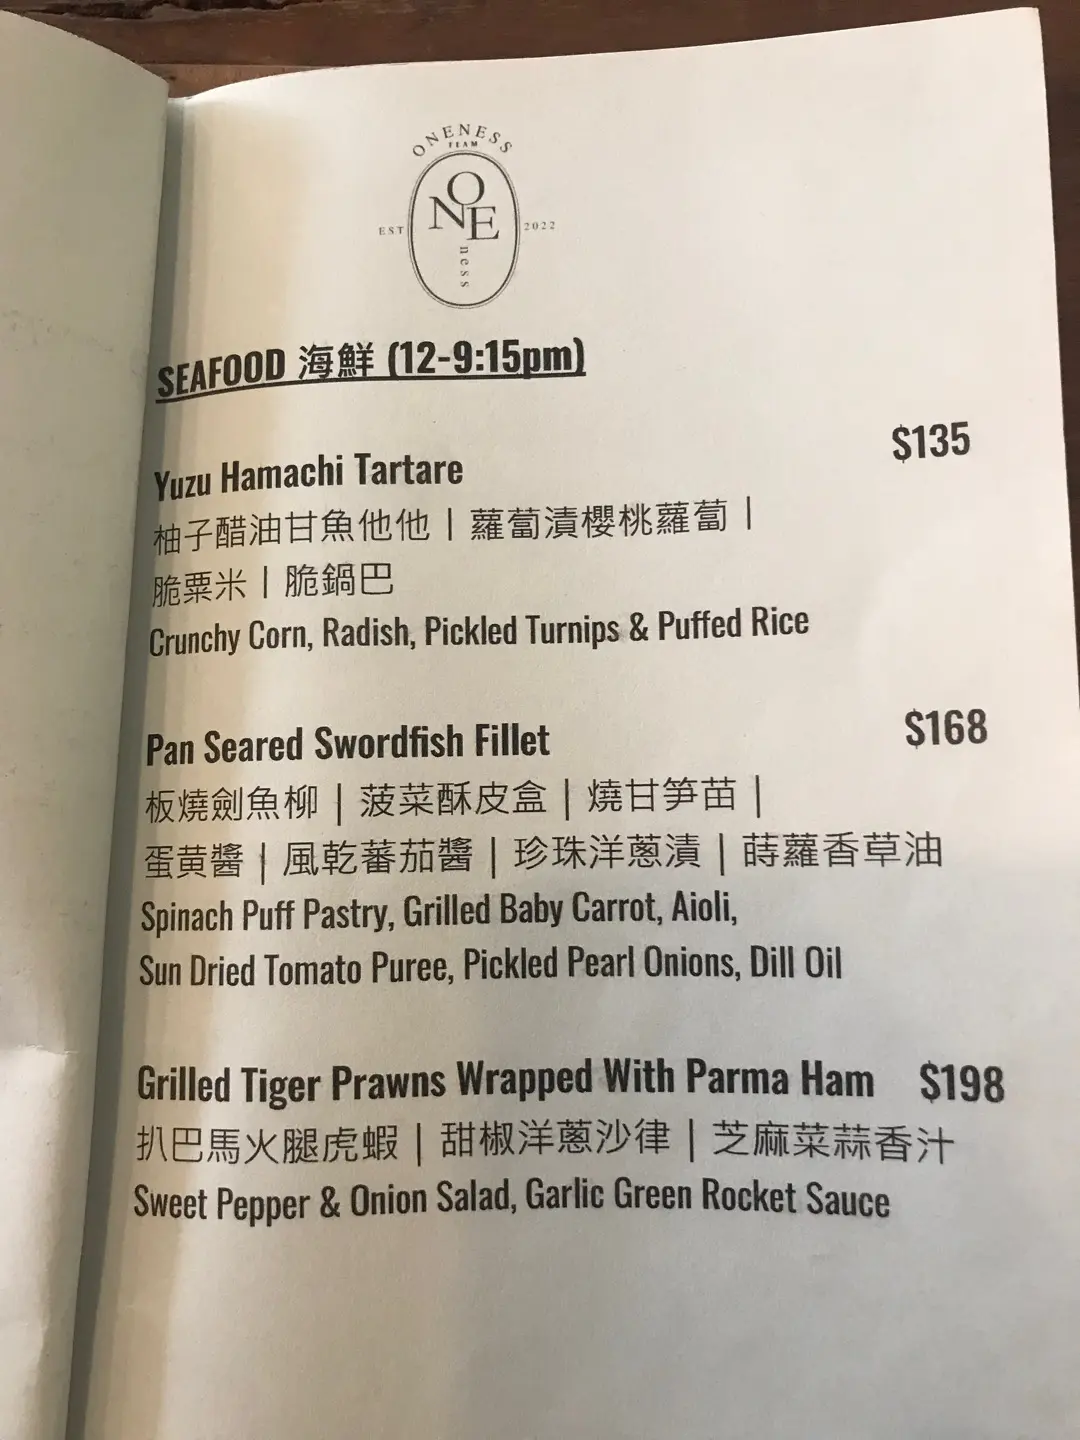 ONENESS
TEAM
ONE
ness
EST 2022
SEAFOOD 海鮮 (12-9:15pm)
$135
Yuzu Hamachi Tartare
柚子醋油甘魚他他 | 蘿蔔漬櫻桃蘿蔔 |
脆粟米 | 脆鍋巴
Crunchy Corn, Radish, Pickled Turnips & Puffed Rice
Pan Seared Swordfish Fillet $168
板燒劍魚柳 | 菠菜酥皮盒 | 燒甘笋苗 |
蛋黄醬 | 風乾蕃茄醬 | 珍珠洋蔥漬 | 蒔蘿香草油
Spinach Puff Pastry, Grilled Baby Carrot, Aioli,
Sun Dried Tomato Puree, Pickled Pearl Onions, Dill Oil
Grilled Tiger Prawns Wrapped With Parma Ham $198
扒巴馬火腿虎蝦 | 甜椒洋蔥沙律 | 芝麻菜蒜香汁
Sweet Pepper & Onion Salad, Garlic Green Rocket Sauce